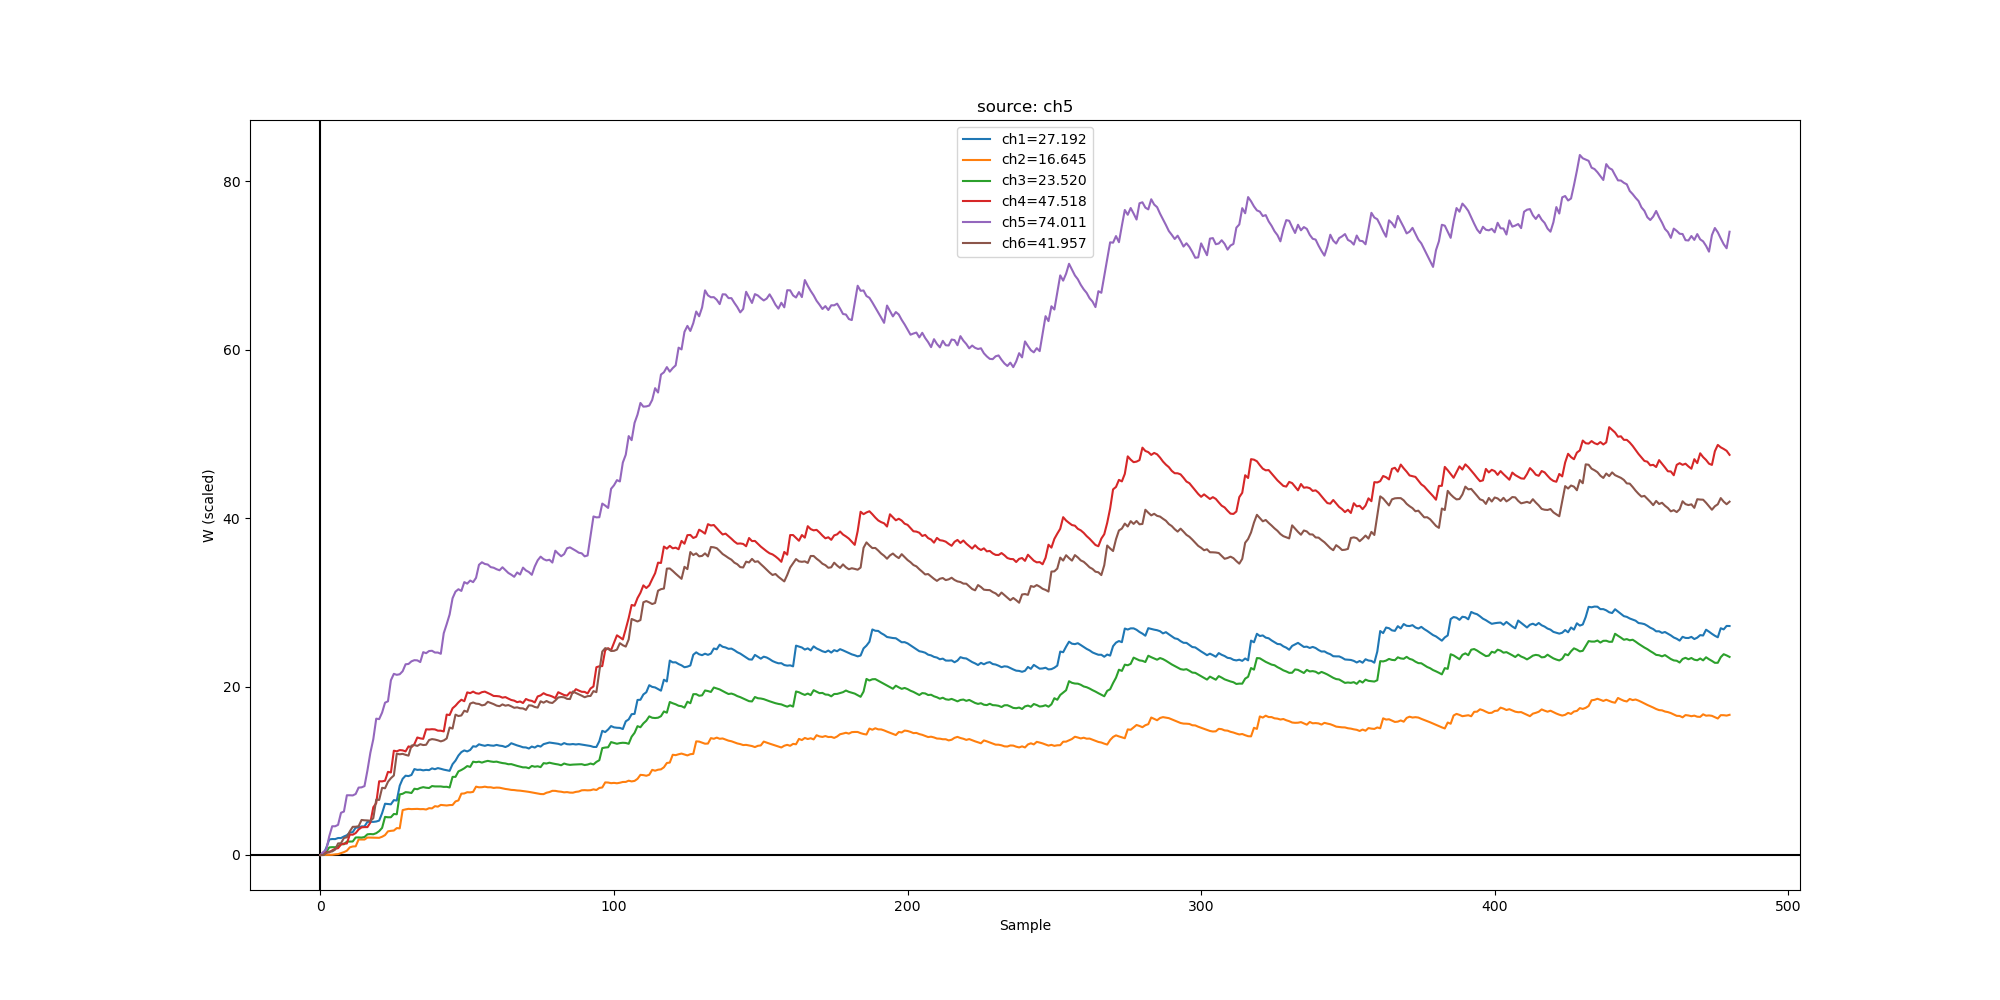 source: ch5
ch1=27.192
ch2=16.645
ch3=23.520
ch4=47.518
ch5=74.011
ch6=41.957
W (scaled)
80
60
40
20
0
0 100 200 300 400 500
Sample